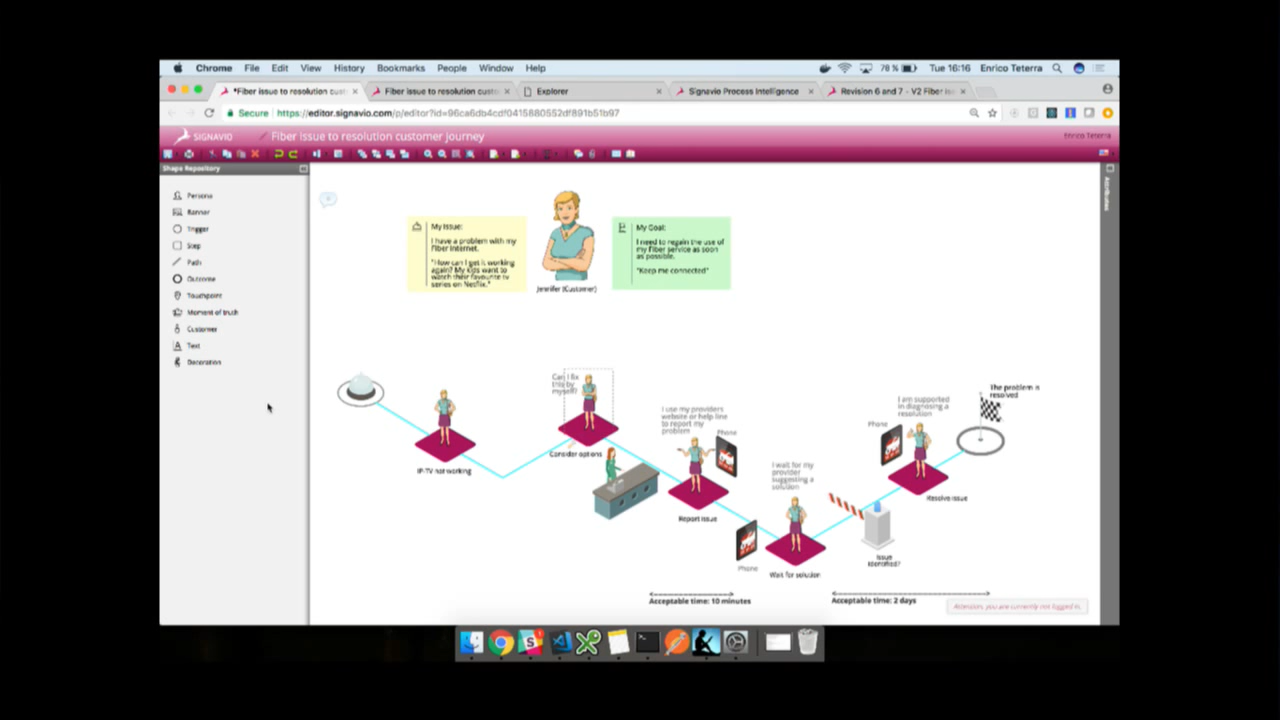 Chrome File Edit View History Bookmarks People Window Help
78 % Tue 16:16 Enrico Teterra
*Fiber issue to resolution cust
Fiber issue to resolution custo
Explorer
Signavio Process Intelligence
Revision 6 and 7 - V2 Fiber is
Secure https://editor.signavio.com/p/editor?id=96ca6db4cdf0415880552df891b51b97
SIGNAVIO
Fiber issue to resolution customer journey
Enrico Teterra
Shape Repository
Attributes
Persona
Banner
Trigger
Step
Path
Outcome
Touchpoint
Moment of truth
Customer
Text
Decoration
My Issue:
I have a problem with my
Fiber Internet.
"How can I get it working
again? My kids want to
watch their favourite tv
series on Netflix."
Jennifer (Customer)
My Goal:
I need to regain the use of
my Fiber service as soon
as possible.
"Keep me connected"
IP-TV not working
Can I fix
this by
myself?
Consider options
I use my providers
website or help line
to report my
problem
Phone
Report issue
I wait for my
provider
suggesting a
solution
Phone
Wait for solution
Issue
identified?
Phone
I am supported
in diagnosing a
resolution
Resolve issue
The problem is
resolved
Acceptable time: 10 minutes
Acceptable time: 2 days
Attention, you are currently not logged in.